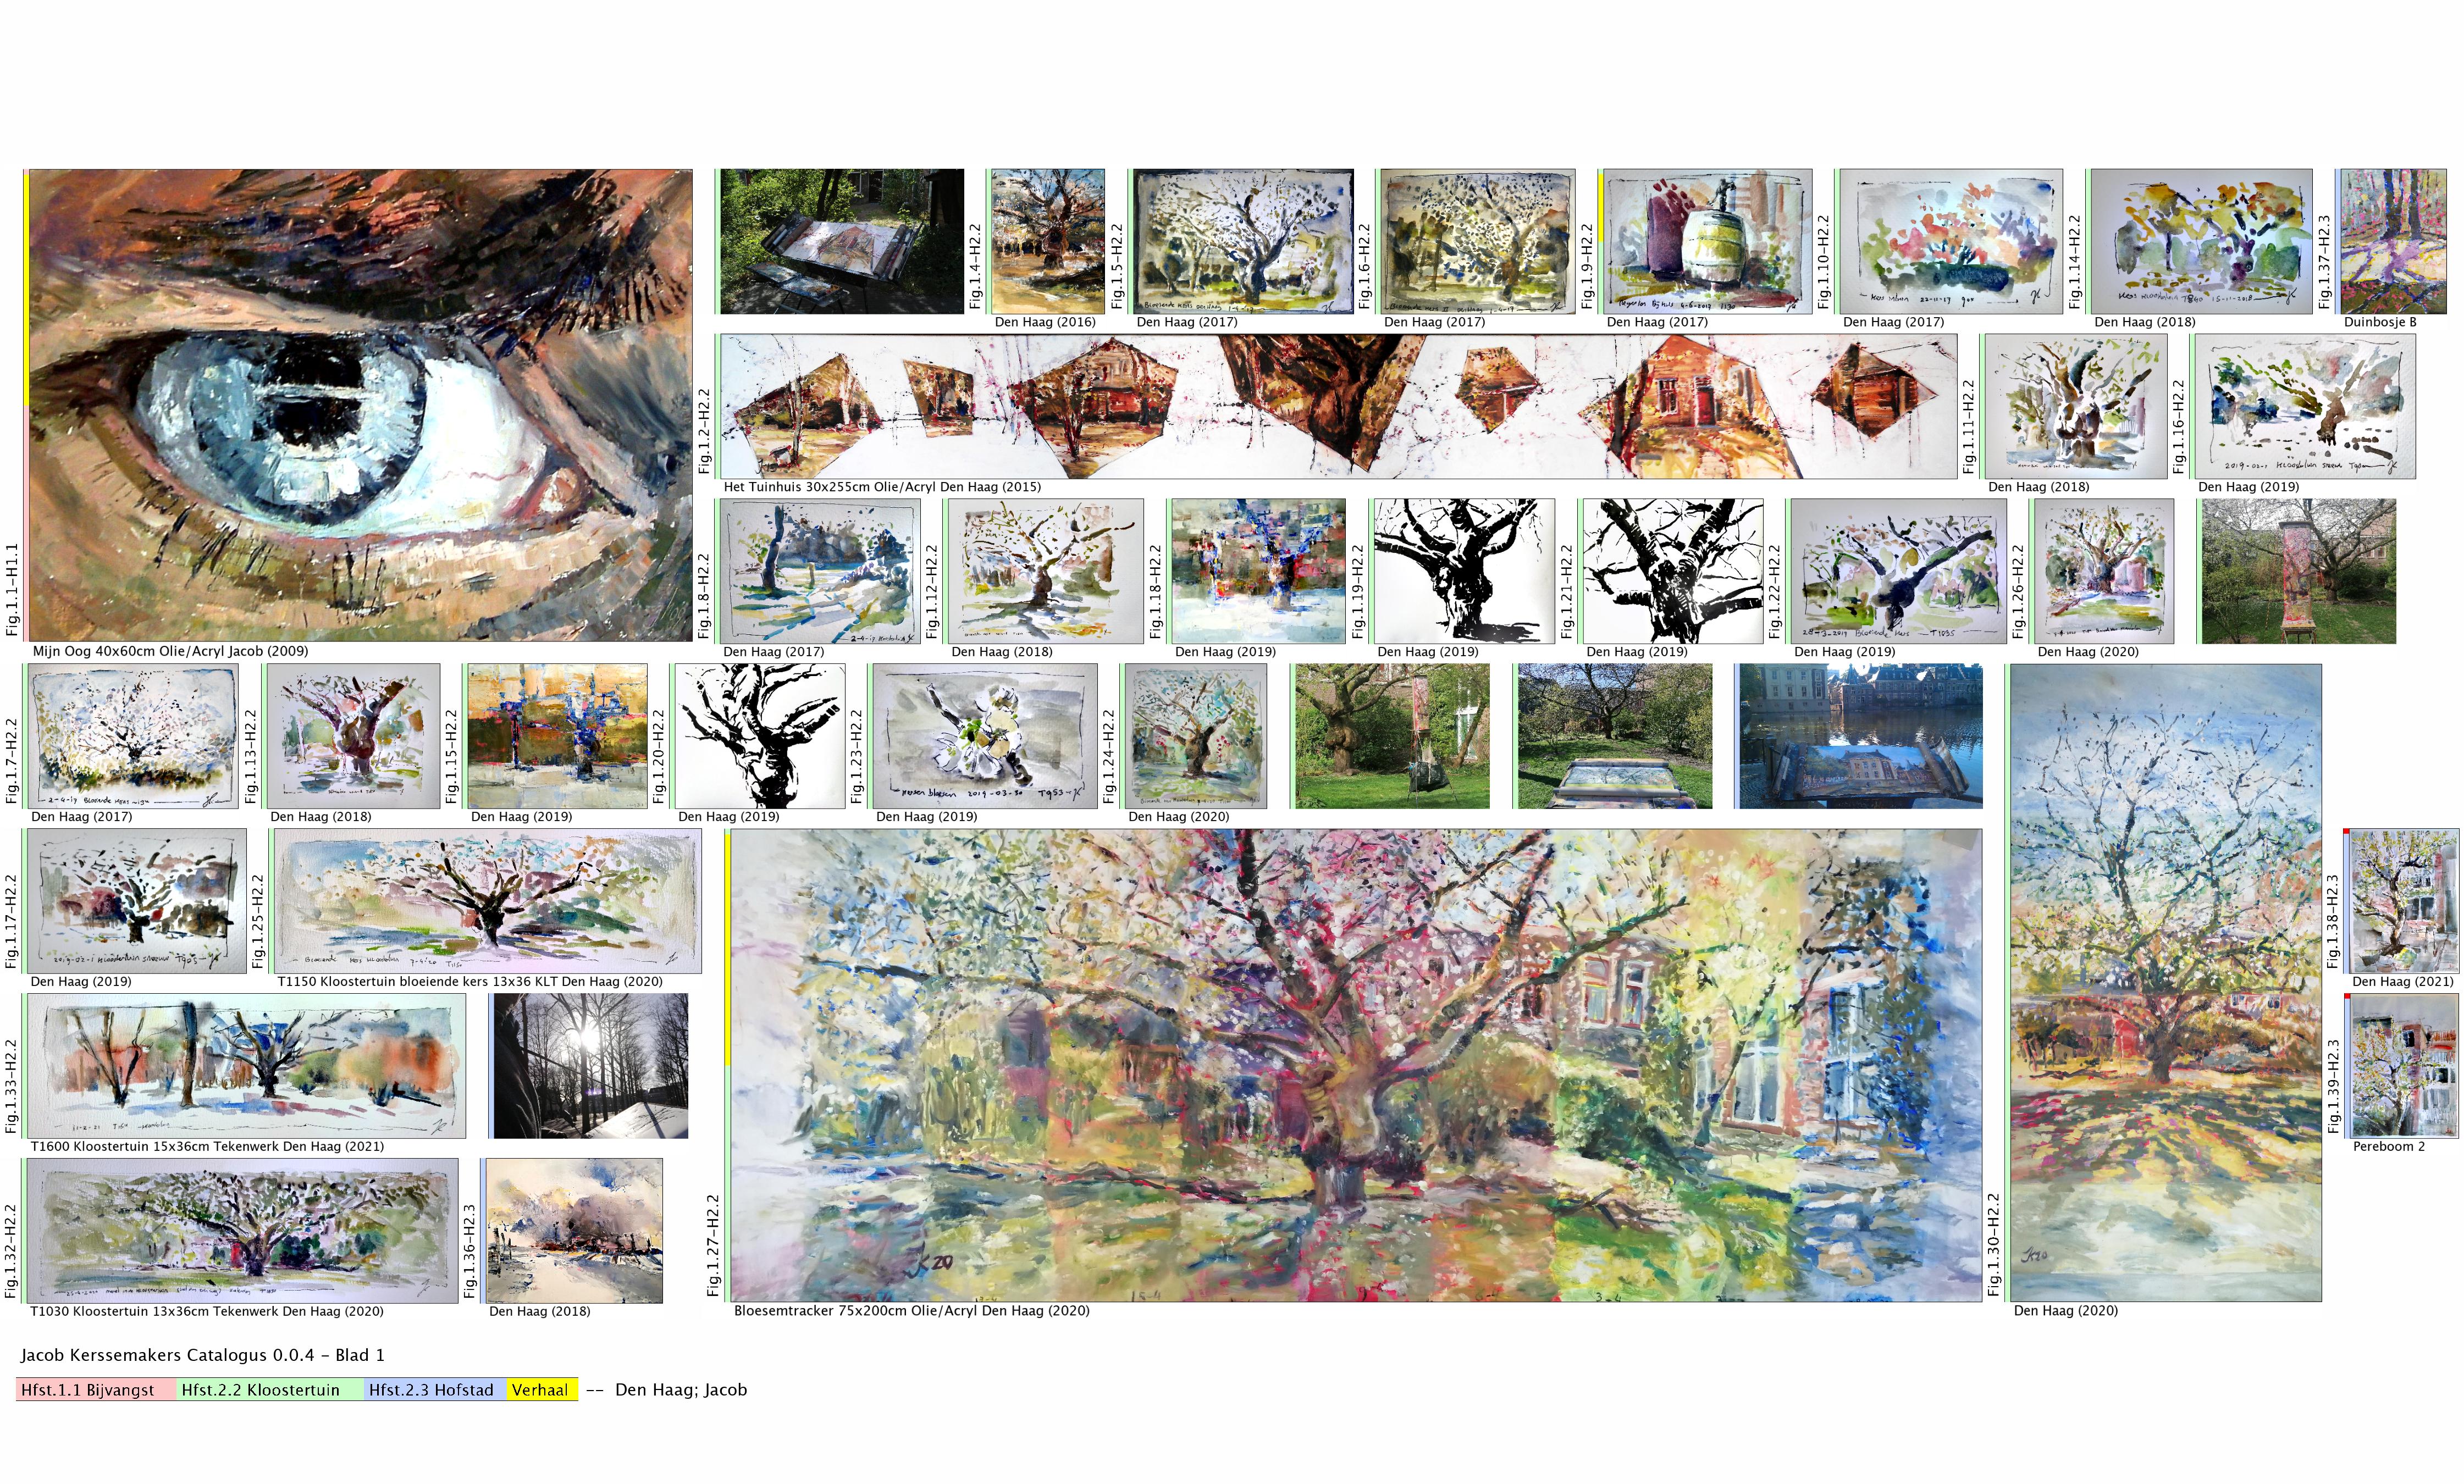 Fig.1.1-H1.1
Mijn Oog 40x60cm Olie/Acryl Jacob (2009)
Fig.1.4-H2.2
Den Haag (2016)
Fig.1.5-H2.2
Den Haag (2017)
Fig.1.6-H2.2
Den Haag (2017)
Fig.1.9-H2.2
Den Haag (2017)
Fig.1.10-H2.2
Den Haag (2017)
Fig.1.14-H2.2
Den Haag (2018)
Fig.1.37-H2.3
Duinbosje B
Fig.1.2-H2.2
Het Tuinhuis 30x255cm Olie/Acryl Den Haag (2015)
Fig.1.11-H2.2
Den Haag (2018)
Fig.1.16-H2.2
Den Haag (2019)
Fig.1.8-H2.2
Den Haag (2017)
Fig.1.12-H2.2
Den Haag (2018)
Fig.1.18-H2.2
Den Haag (2019)
Fig.1.19-H2.2
Den Haag (2019)
Fig.1.21-H2.2
Den Haag (2019)
Fig.1.22-H2.2
Den Haag (2019)
Fig.1.26-H2.2
Den Haag (2020)
Fig.1.7-H2.2
Den Haag (2017)
Fig.1.13-H2.2
Den Haag (2018)
Fig.1.15-H2.2
Den Haag (2019)
Fig.1.20-H2.2
Den Haag (2019)
Fig.1.23-H2.2
2019-03-30 T953
Den Haag (2019)
Fig.1.24-H2.2
Den Haag (2020)
Fig.1.17-H2.2
Den Haag (2019)
Fig.1.25-H2.2
T1150 Kloostertuin bloeiende kers 13x36 KLT Den Haag (2020)
Fig.1.33-H2.2
T1600 Kloostertuin 15x36cm Tekenwerk Den Haag (2021)
Fig.1.32-H2.2
T1030 Kloostertuin 13x36cm Tekenwerk Den Haag (2020)
Fig.1.36-H2.3
Den Haag (2018)
Fig.1.27-H2.2
JK20
Bloesemtracker 75x200cm Olie/Acryl Den Haag (2020)
Fig.1.30-H2.2
JK20
Den Haag (2020)
Fig.1.38-H2.3
Den Haag (2021)
Fig.1.39-H2.3
Pereboom 2
Jacob Kerssemakers Catalogus 0.0.4 - Blad 1
Hfst.1.1 Bijvangst Hfst.2.2 Kloostertuin Hfst.2.3 Hofstad Verhaal -- Den Haag; Jacob